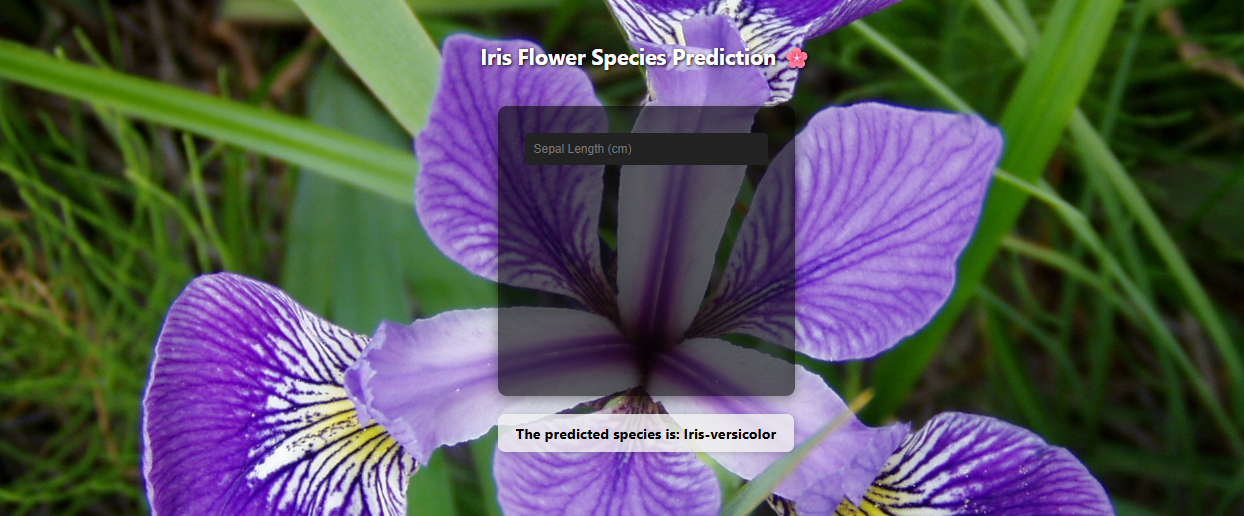 Iris Flower Species Prediction 🌸
Sepal Length (cm)
The predicted species is: Iris-versicolor